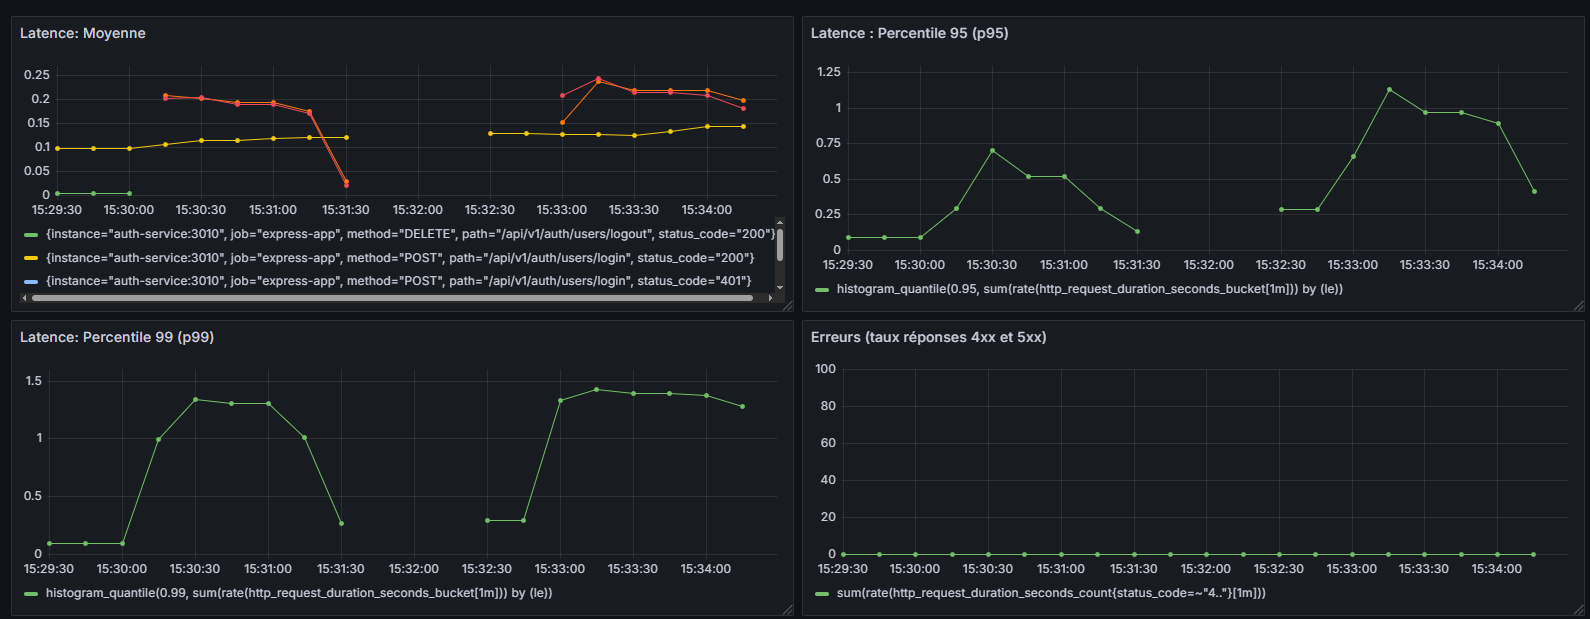 Latence: Moyenne
0.25
0.2
0.15
0.1
0.05
0
15:29:30 15:30:00 15:30:30 15:31:00 15:31:30 15:32:00 15:32:30 15:33:00 15:33:30 15:34:00
{instance="auth-service:3010", job="express-app", method="DELETE", path="/api/v1/auth/users/logout", status_code="200"}
{instance="auth-service:3010", job="express-app", method="POST", path="/api/v1/auth/users/login", status_code="200"}
{instance="auth-service:3010", job="express-app", method="POST", path="/api/v1/auth/users/login", status_code="401"}
Latence : Percentile 95 (p95)
1.25
1
0.75
0.5
0.25
0
15:29:30 15:30:00 15:30:30 15:31:00 15:31:30 15:32:00 15:32:30 15:33:00 15:33:30 15:34:00
histogram_quantile(0.95, sum(rate(http_request_duration_seconds_bucket[1m])) by (le))
Latence: Percentile 99 (p99)
1.5
1
0.5
0
15:29:30 15:30:00 15:30:30 15:31:00 15:31:30 15:32:00 15:32:30 15:33:00 15:33:30 15:34:00
histogram_quantile(0.99, sum(rate(http_request_duration_seconds_bucket[1m])) by (le))
Erreurs (taux réponses 4xx et 5xx)
100
80
60
40
20
0
15:29:30 15:30:00 15:30:30 15:31:00 15:31:30 15:32:00 15:32:30 15:33:00 15:33:30 15:34:00
sum(rate(http_request_duration_seconds_count{status_code=~"4.."}[1m]))